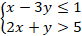 x − 3y ≤ 1
2x + y > 5